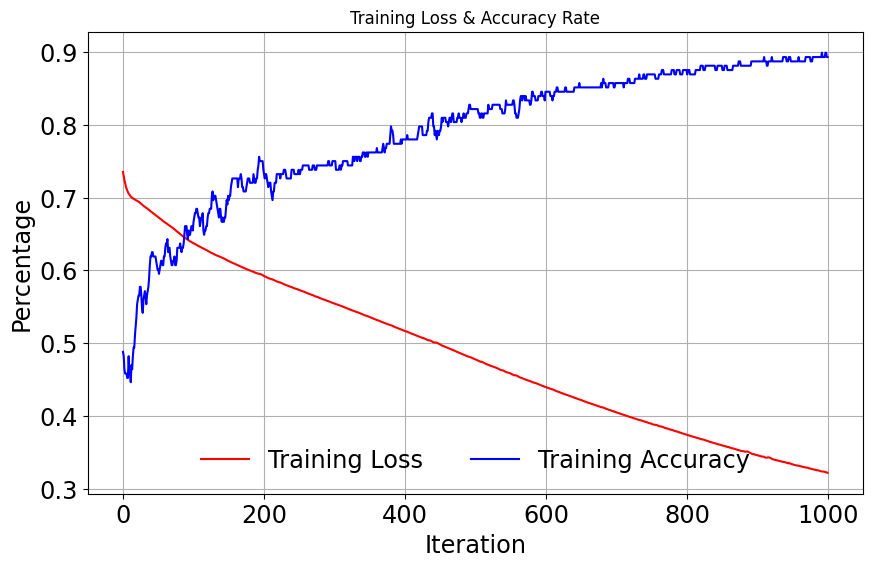 Training Loss & Accuracy Rate
Percentage
0.9
0.8
0.7
0.6
0.5
0.4
0.3
Training Loss Training Accuracy
0 200 400 600 800 1000
Iteration